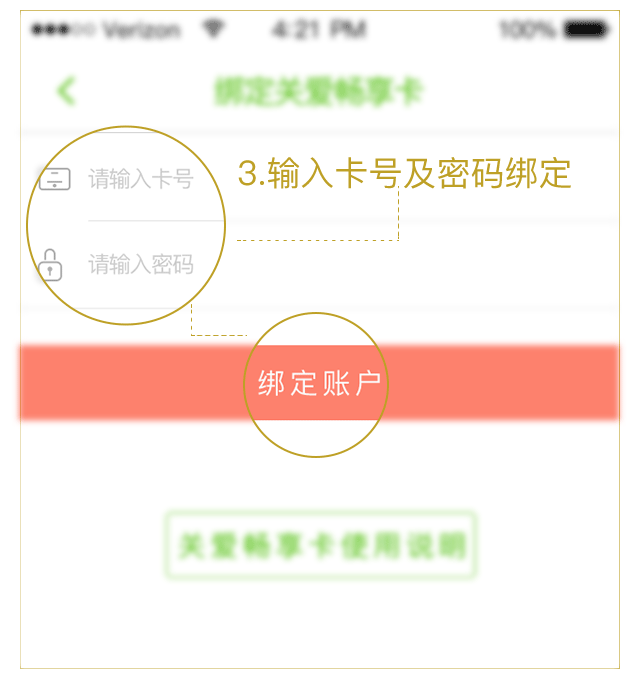 Verizon 4:21 PM 100%
绑定关爱畅享卡
请输入卡号
3.输入卡号及密码绑定
请输入密码
绑定账户
关爱畅享卡使用说明